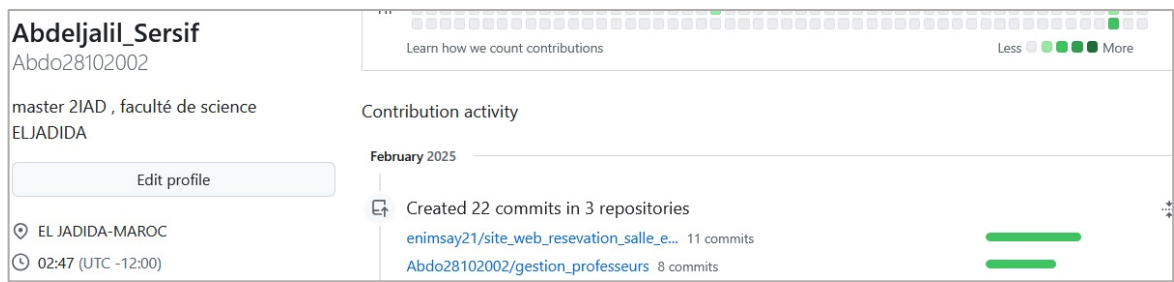 Abdeljalil_Sersif
Abdo28102002
master 2IAD , faculté de science
ELJADIDA
Edit profile
EL JADIDA-MAROC
02:47 (UTC -12:00)
Learn how we count contributions
Less More
Contribution activity
February 2025
Created 22 commits in 3 repositories
enimsay21/site_web_resevation_salle_e... 11 commits
Abdo28102002/gestion_professeurs 8 commits